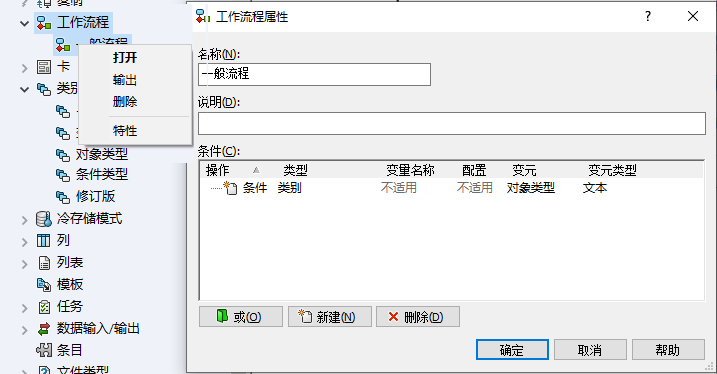 工作流程
一般流程
卡
类别
对象类型
条件类型
修订版
冷存储模式
列
列表
模板
任务
数据输入/输出
条目
文件类型
打开
输出
删除
特性
工作流程属性
名称(N):
一般流程
说明(D):
条件(C):
操作 类型 变量名称 配置 变元 变元类型
条件 类别 不适用 不适用 对象类型 文本
或(O) 新建(N) 删除(D)
确定 取消 帮助